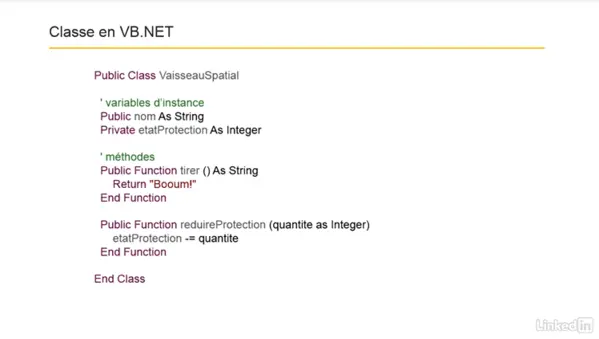 Classe en VB.NET
Public Class VaisseauSpatial
' variables d'instance
Public nom As String
Private etatProtection As Integer
' méthodes
Public Function tirer () As String
Return "Booum!"
End Function
Public Function reduireProtection (quantite as Integer)
etatProtection -= quantite
End Function
End Class
LinkedIn